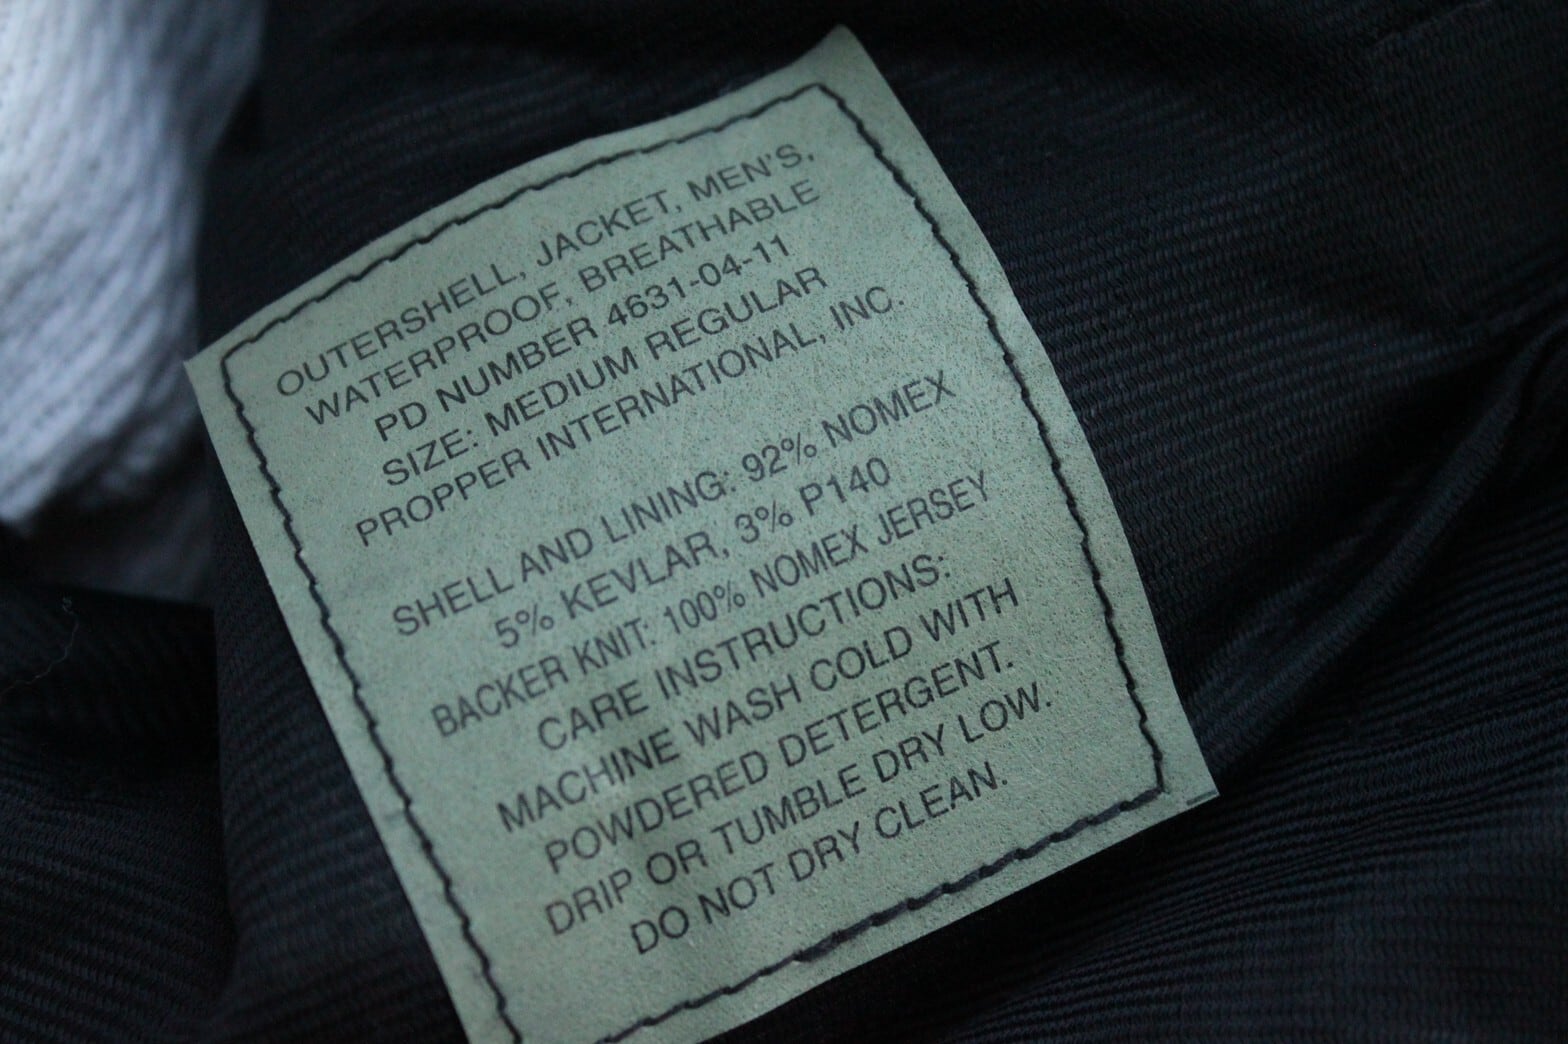 OUTERSHELL, JACKET, MEN'S,
WATERPROOF, BREATHABLE
PD NUMBER 4631-04-11
SIZE: MEDIUM REGULAR
PROPPER INTERNATIONAL, INC.
SHELL AND LINING: 92% NOMEX
5% KEVLAR, 3% P140
BACKER KNIT: 100% NOMEX JERSEY
CARE INSTRUCTIONS:
MACHINE WASH COLD WITH
POWDERED DETERGENT.
DRIP OR TUMBLE DRY LOW.
DO NOT DRY CLEAN.